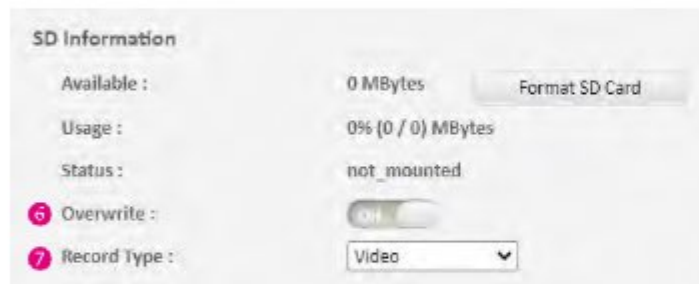 SD Information
Available : 0 MBytes Format SD Card
Usage : 0% (0 / 0) MBytes
Status : not_mounted
6 Overwrite :
7 Record Type : Video